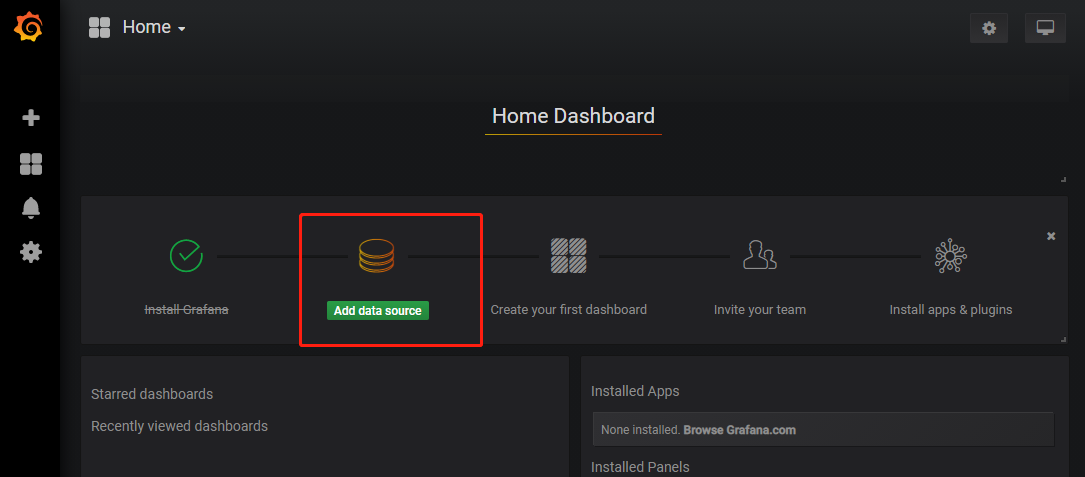 Home
Home Dashboard
Install Grafana
Add data source
Create your first dashboard
Invite your team
Install apps & plugins
Starred dashboards
Recently viewed dashboards
Installed Apps
None installed. Browse Grafana.com
Installed Panels